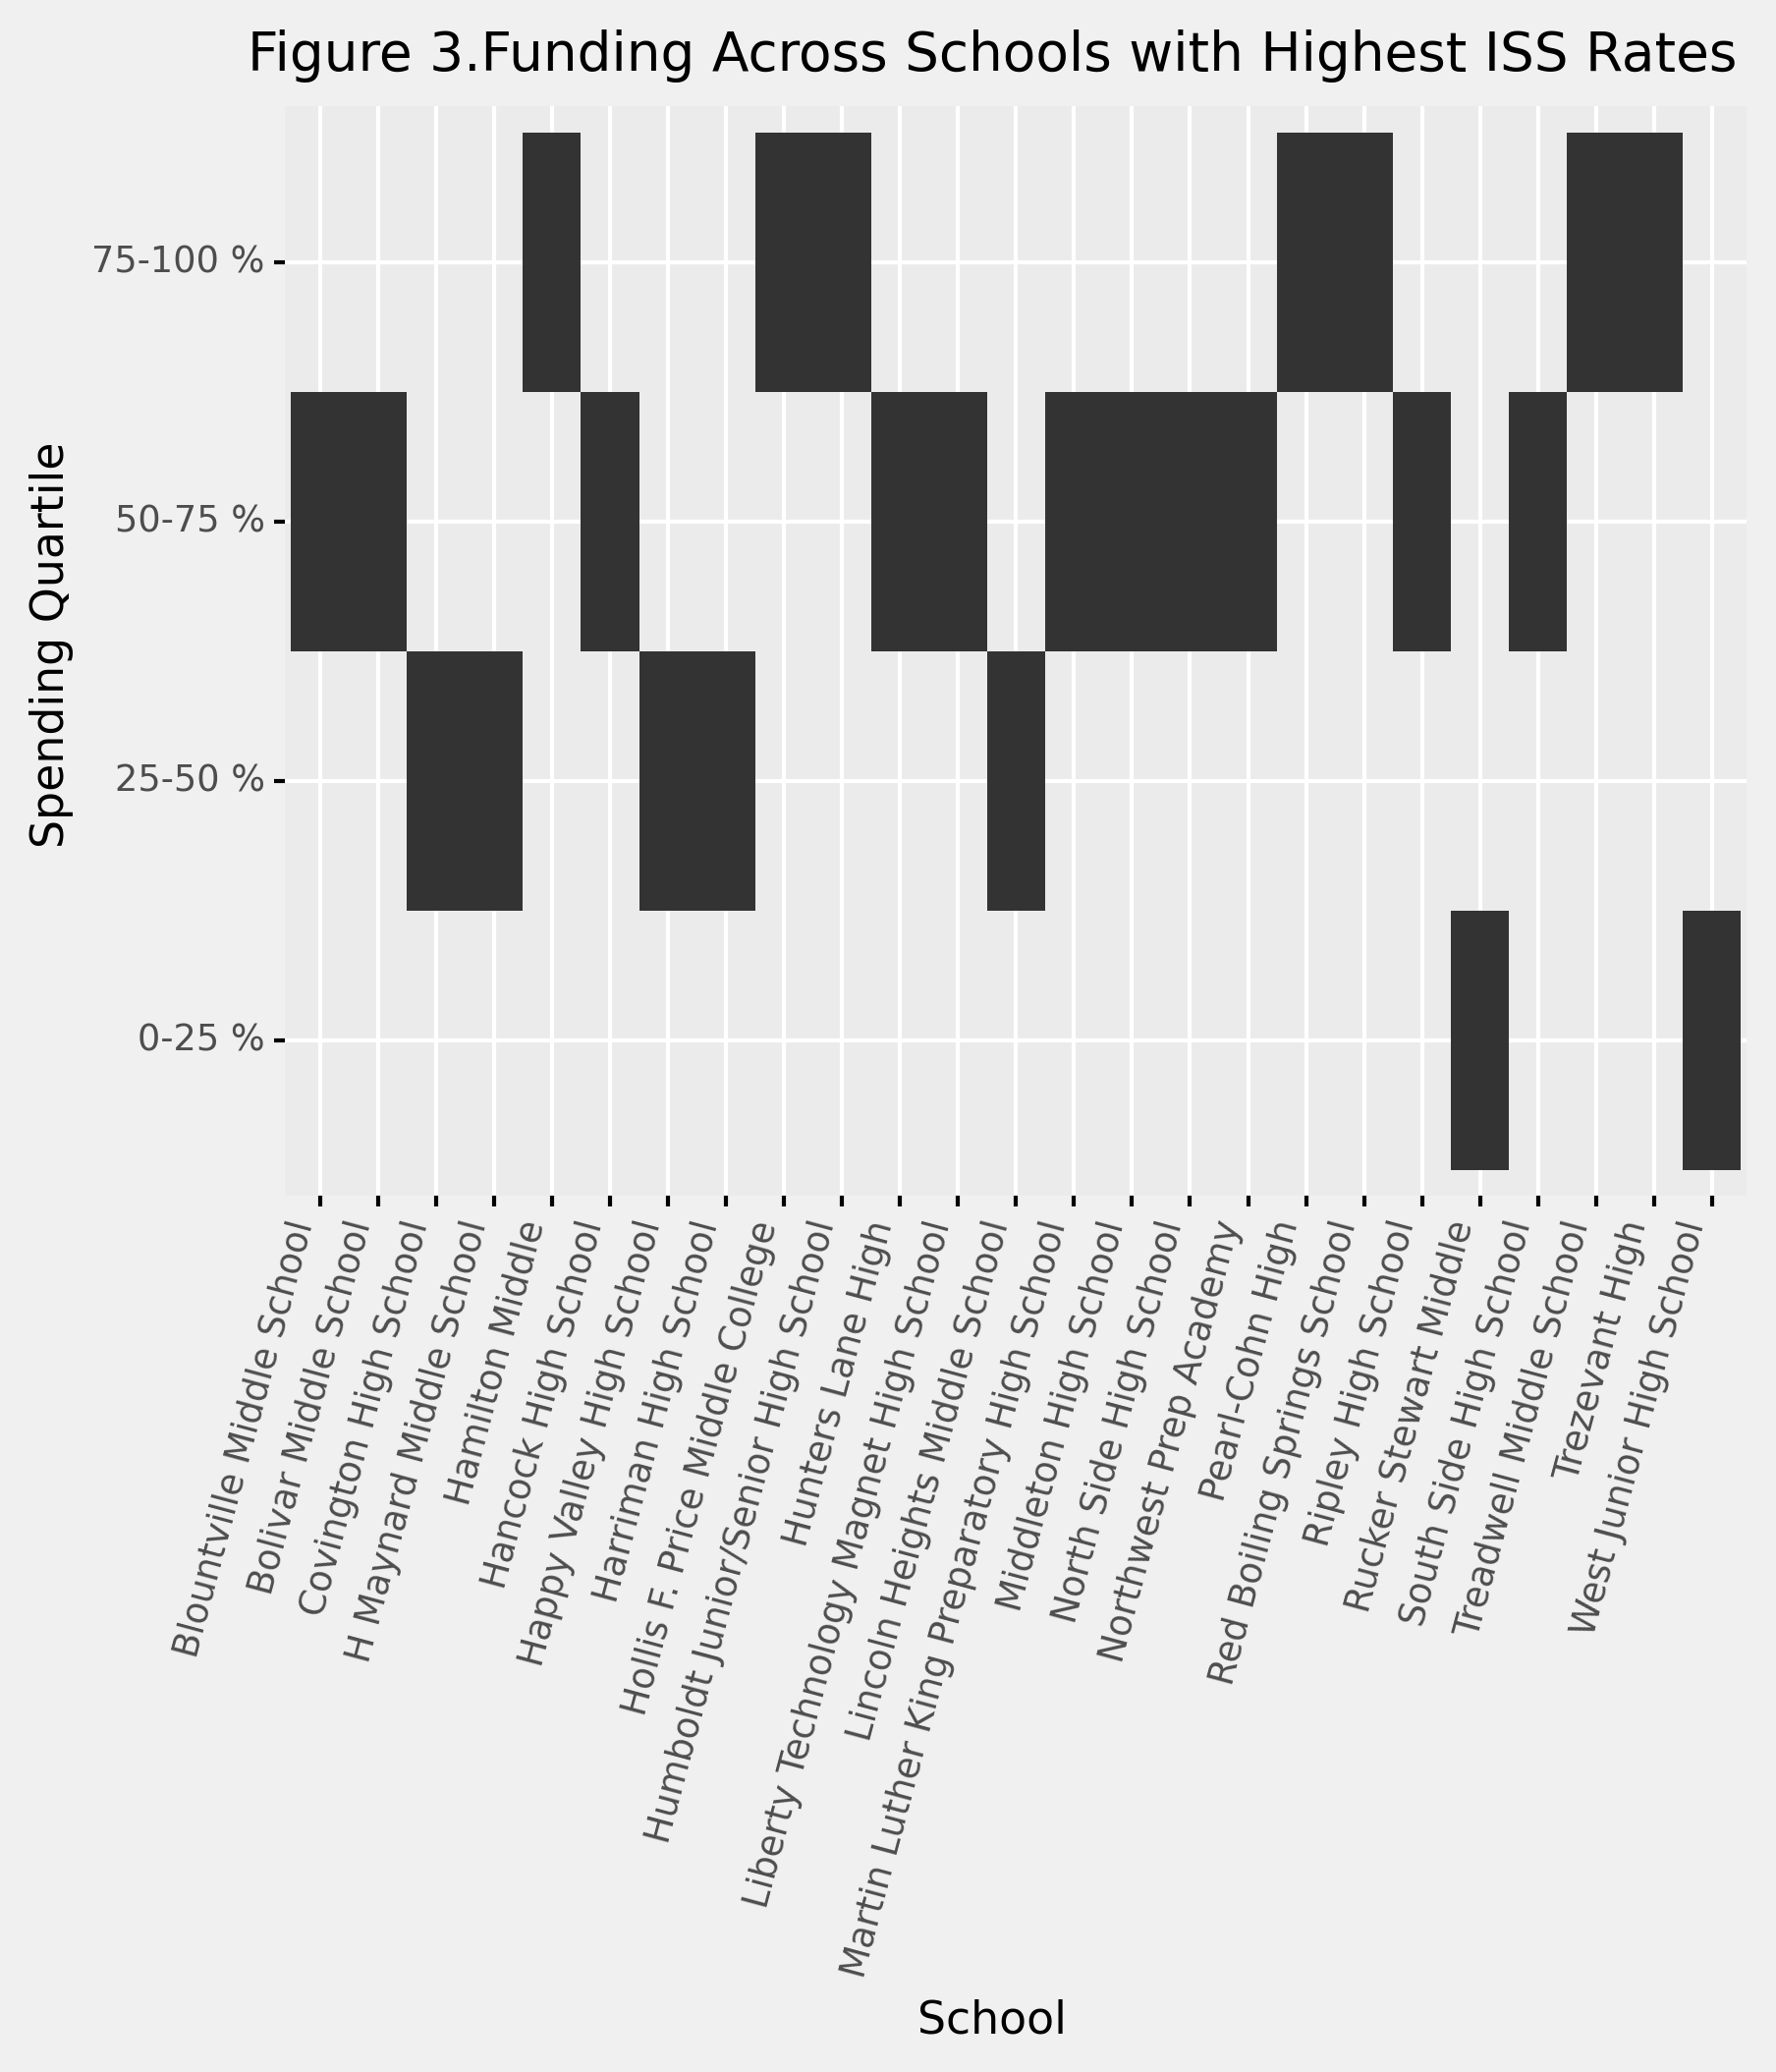 Figure 3.Funding Across Schools with Highest ISS Rates
Spending Quartile
75-100 %
50-75 %
25-50 %
0-25 %
Blountville Middle School
Bolivar Middle School
Covington High School
H Maynard Middle School
Hamilton Middle
Hancock High School
Happy Valley High School
Harriman High School
Hollis F. Price Middle College
Humboldt Junior/Senior High School
Hunters Lane High
Liberty Technology Magnet High School
Lincoln Heights Middle School
Martin Luther King Preparatory High School
Middleton High School
North Side High School
Northwest Prep Academy
Pearl-Cohn High
Red Boiling Springs School
Ripley High School
Rucker Stewart Middle
South Side High School
Treadwell Middle School
Trezevant High
West Junior High School
School